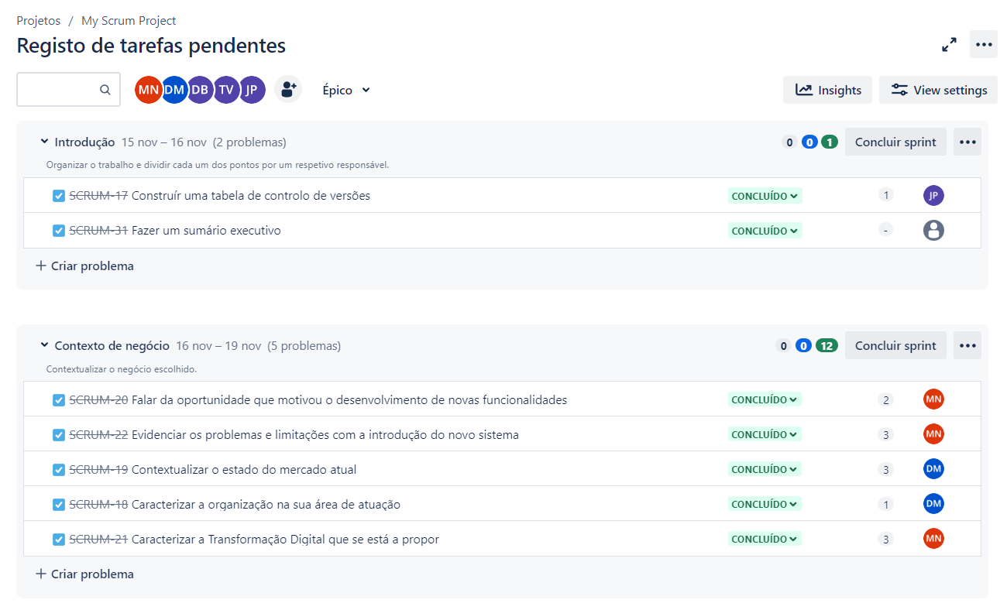 Projetos / My Scrum Project
Registo de tarefas pendentes
MN DM DB TV JP Épico Insights View settings
Introdução 15 nov – 16 nov (2 problemas) 0 0 1 Concluir sprint
Organizar o trabalho e dividir cada um dos pontos por um respetivo responsável.
SCRUM-17 Construír uma tabela de controlo de versões CONCLUÍDO 1 JP
SCRUM-31 Fazer um sumário executivo CONCLUÍDO -
+ Criar problema
Contexto de negócio 16 nov – 19 nov (5 problemas) 0 0 12 Concluir sprint
Contextualizar o negócio escolhido.
SCRUM-20 Falar da oportunidade que motivou o desenvolvimento de novas funcionalidades CONCLUÍDO 2 MN
SCRUM-22 Evidenciar os problemas e limitações com a introdução do novo sistema CONCLUÍDO 3 MN
SCRUM-19 Contextualizar o estado do mercado atual CONCLUÍDO 3 DM
SCRUM-18 Caracterizar a organização na sua área de atuação CONCLUÍDO 1 DM
SCRUM-21 Caracterizar a Transformação Digital que se está a propor CONCLUÍDO 3 MN
+ Criar problema